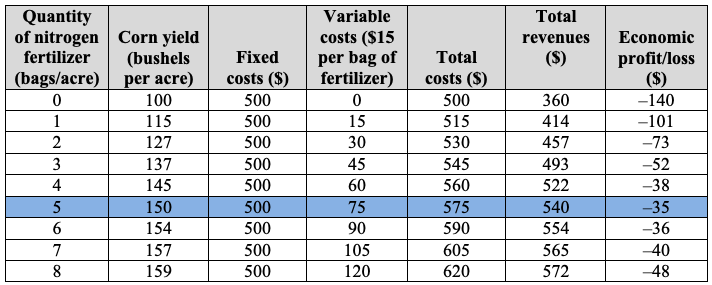 Quantity of nitrogen fertilizer (bags/acre) | Corn yield (bushels per acre) | Fixed costs ($) | Variable costs ($15 per bag of fertilizer) | Total costs ($) | Total revenues ($) | Economic profit/loss ($)
0 | 100 | 500 | 0 | 500 | 360 | –140
1 | 115 | 500 | 15 | 515 | 414 | –101
2 | 127 | 500 | 30 | 530 | 457 | –73
3 | 137 | 500 | 45 | 545 | 493 | –52
4 | 145 | 500 | 60 | 560 | 522 | –38
5 | 150 | 500 | 75 | 575 | 540 | –35
6 | 154 | 500 | 90 | 590 | 554 | –36
7 | 157 | 500 | 105 | 605 | 565 | –40
8 | 159 | 500 | 120 | 620 | 572 | –48